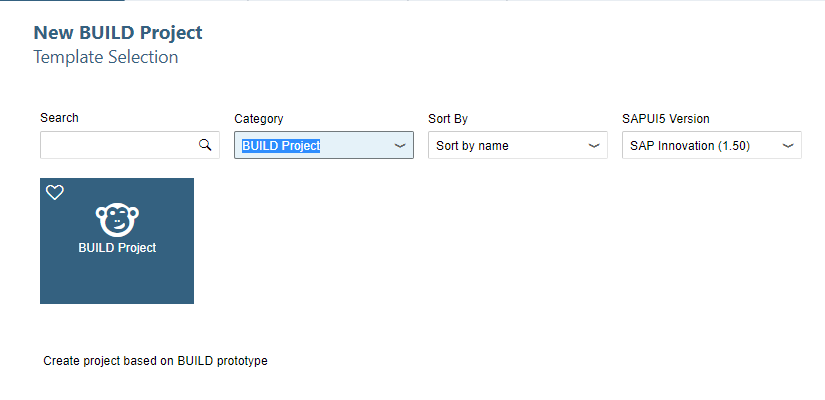 New BUILD Project
Template Selection
Search
Category
Sort By
SAPUI5 Version
BUILD Project
Sort by name
SAP Innovation (1.50)
BUILD Project
Create project based on BUILD prototype